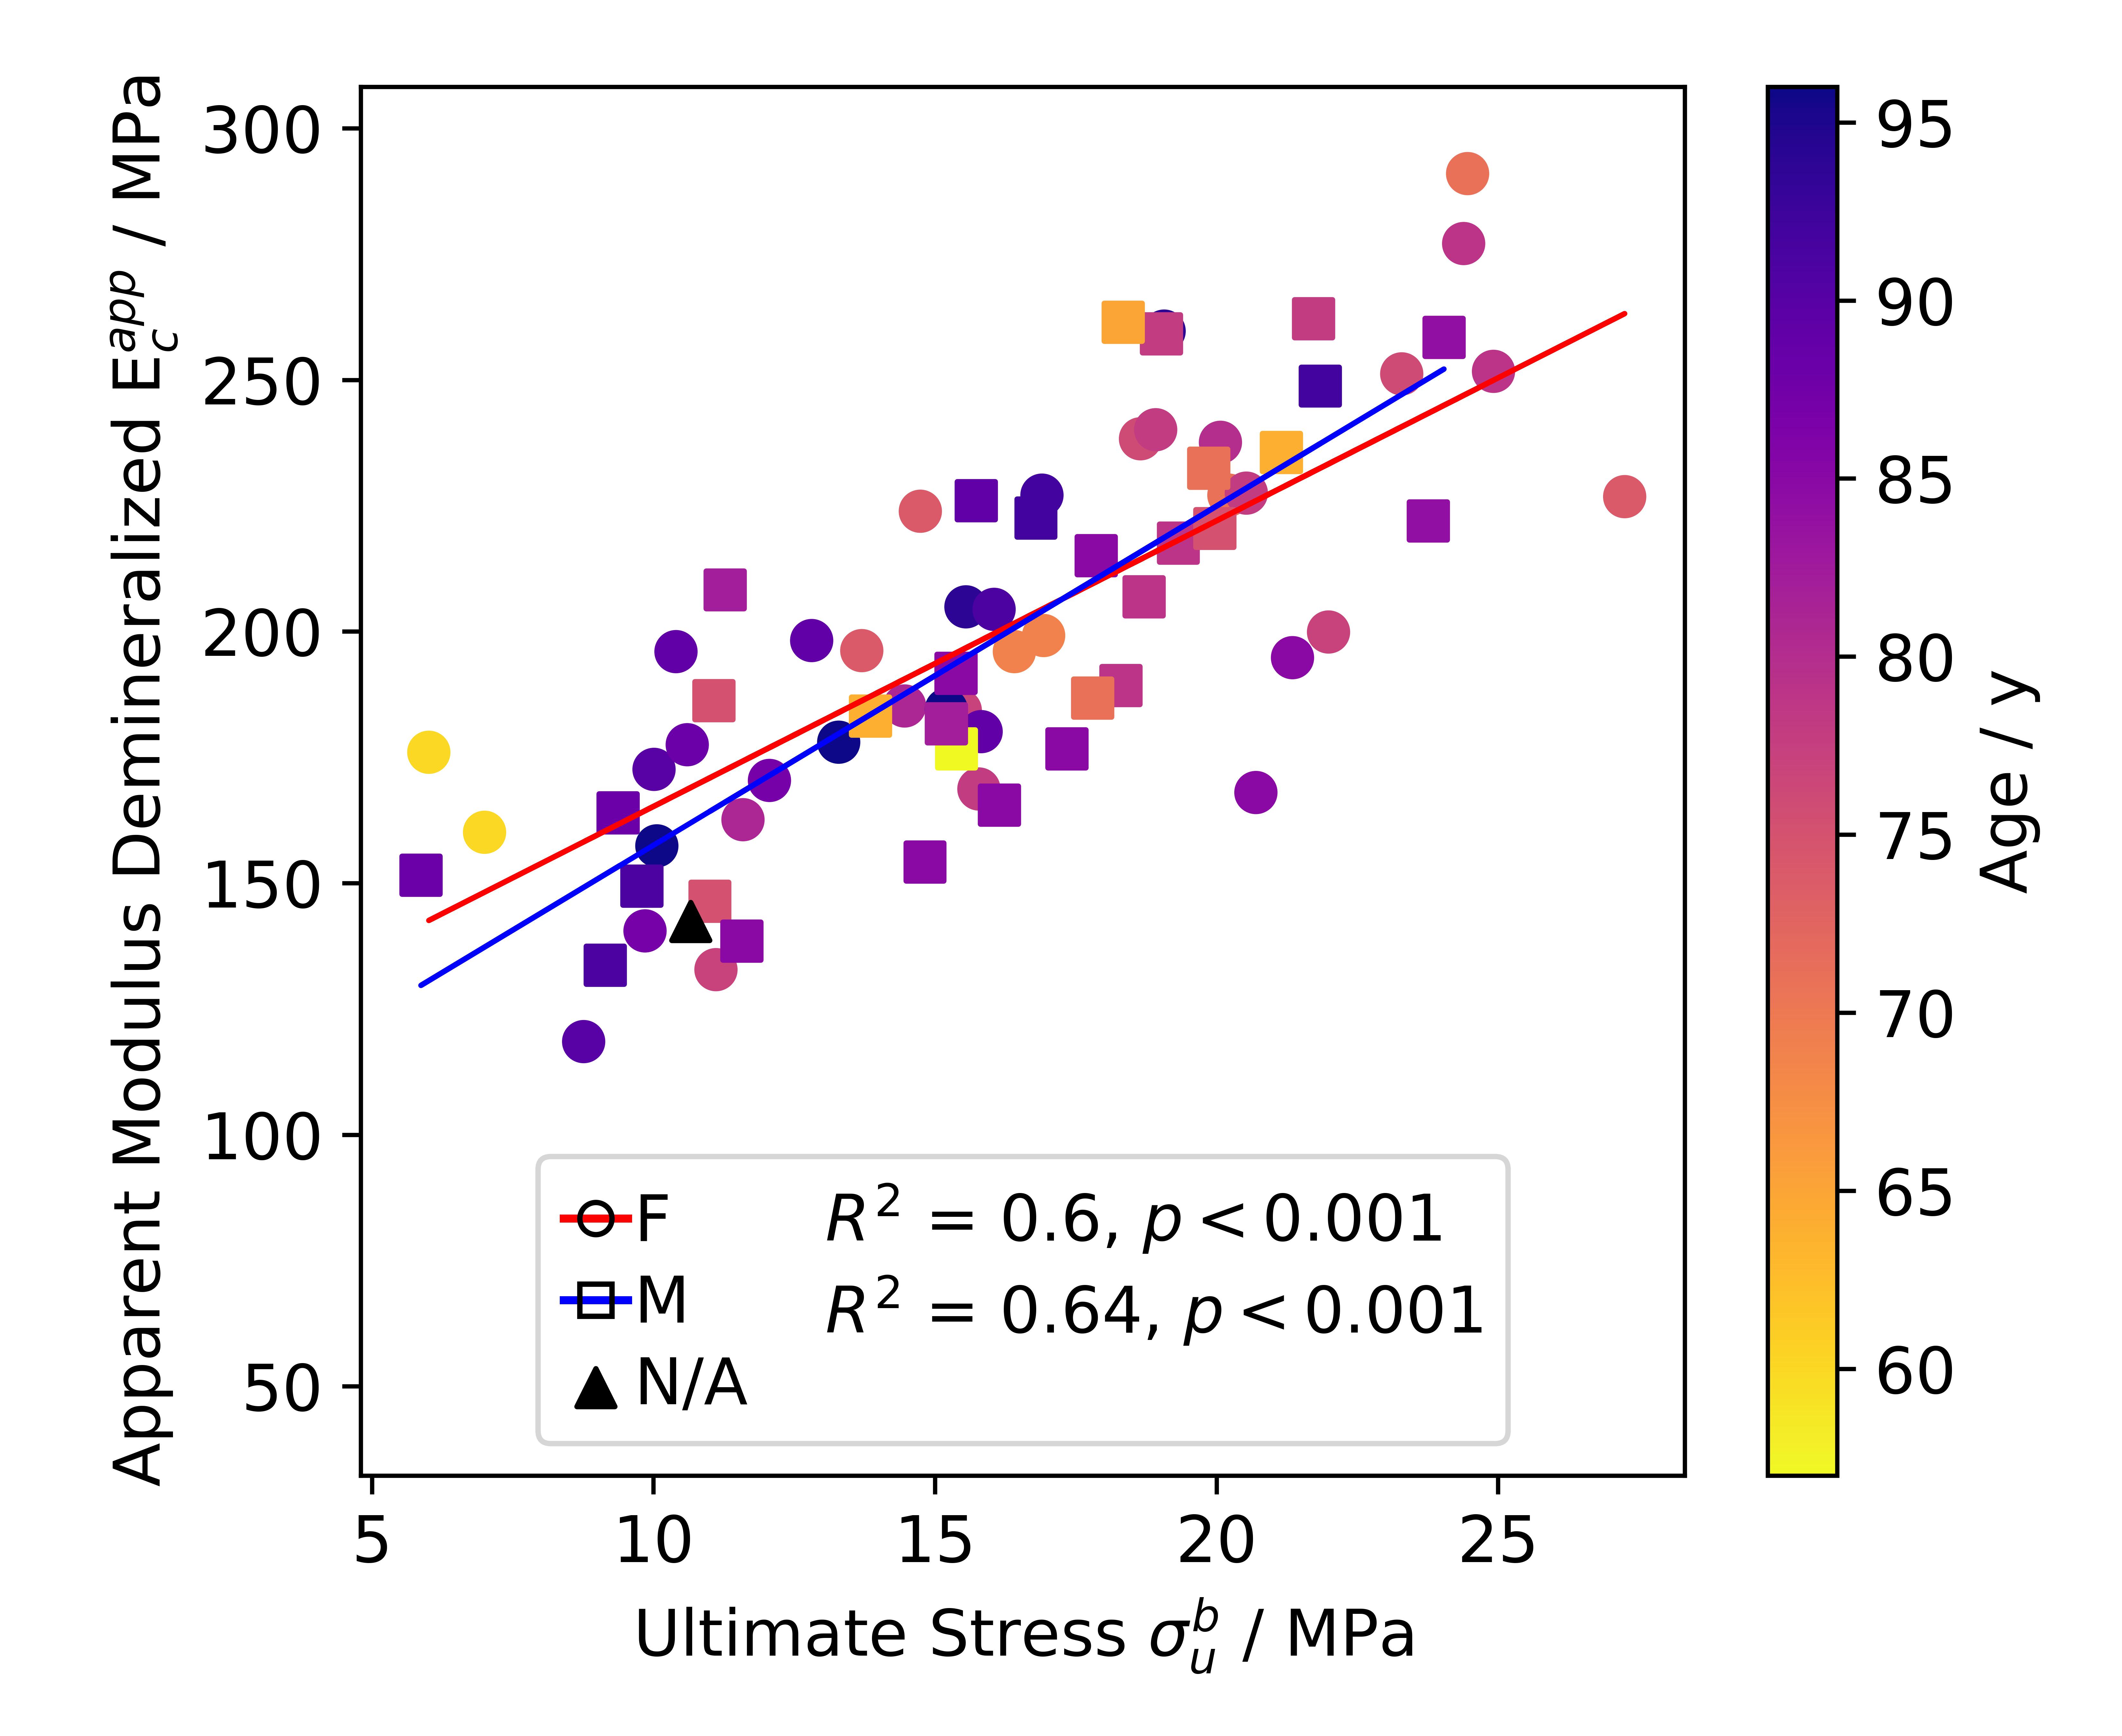 Apparent Modulus Demineralized E_c^app / MPa
300
250
200
150
100
50
F R² = 0.6, p < 0.001
M R² = 0.64, p < 0.001
N/A
5 10 15 20 25
Ultimate Stress σ_u^b / MPa
95
90
85
80
75
70
65
60
Age / y